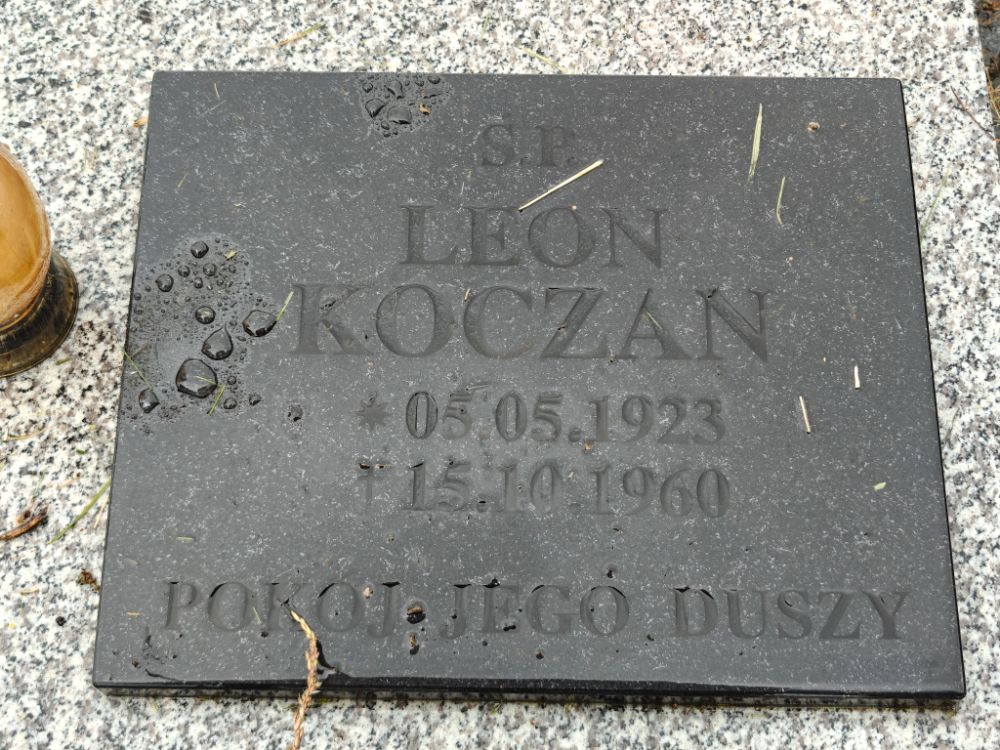 Ś.P.
LEON
KOCZAN
* 05.05.1923
† 15.10.1960
POKÓJ JEGO DUSZY